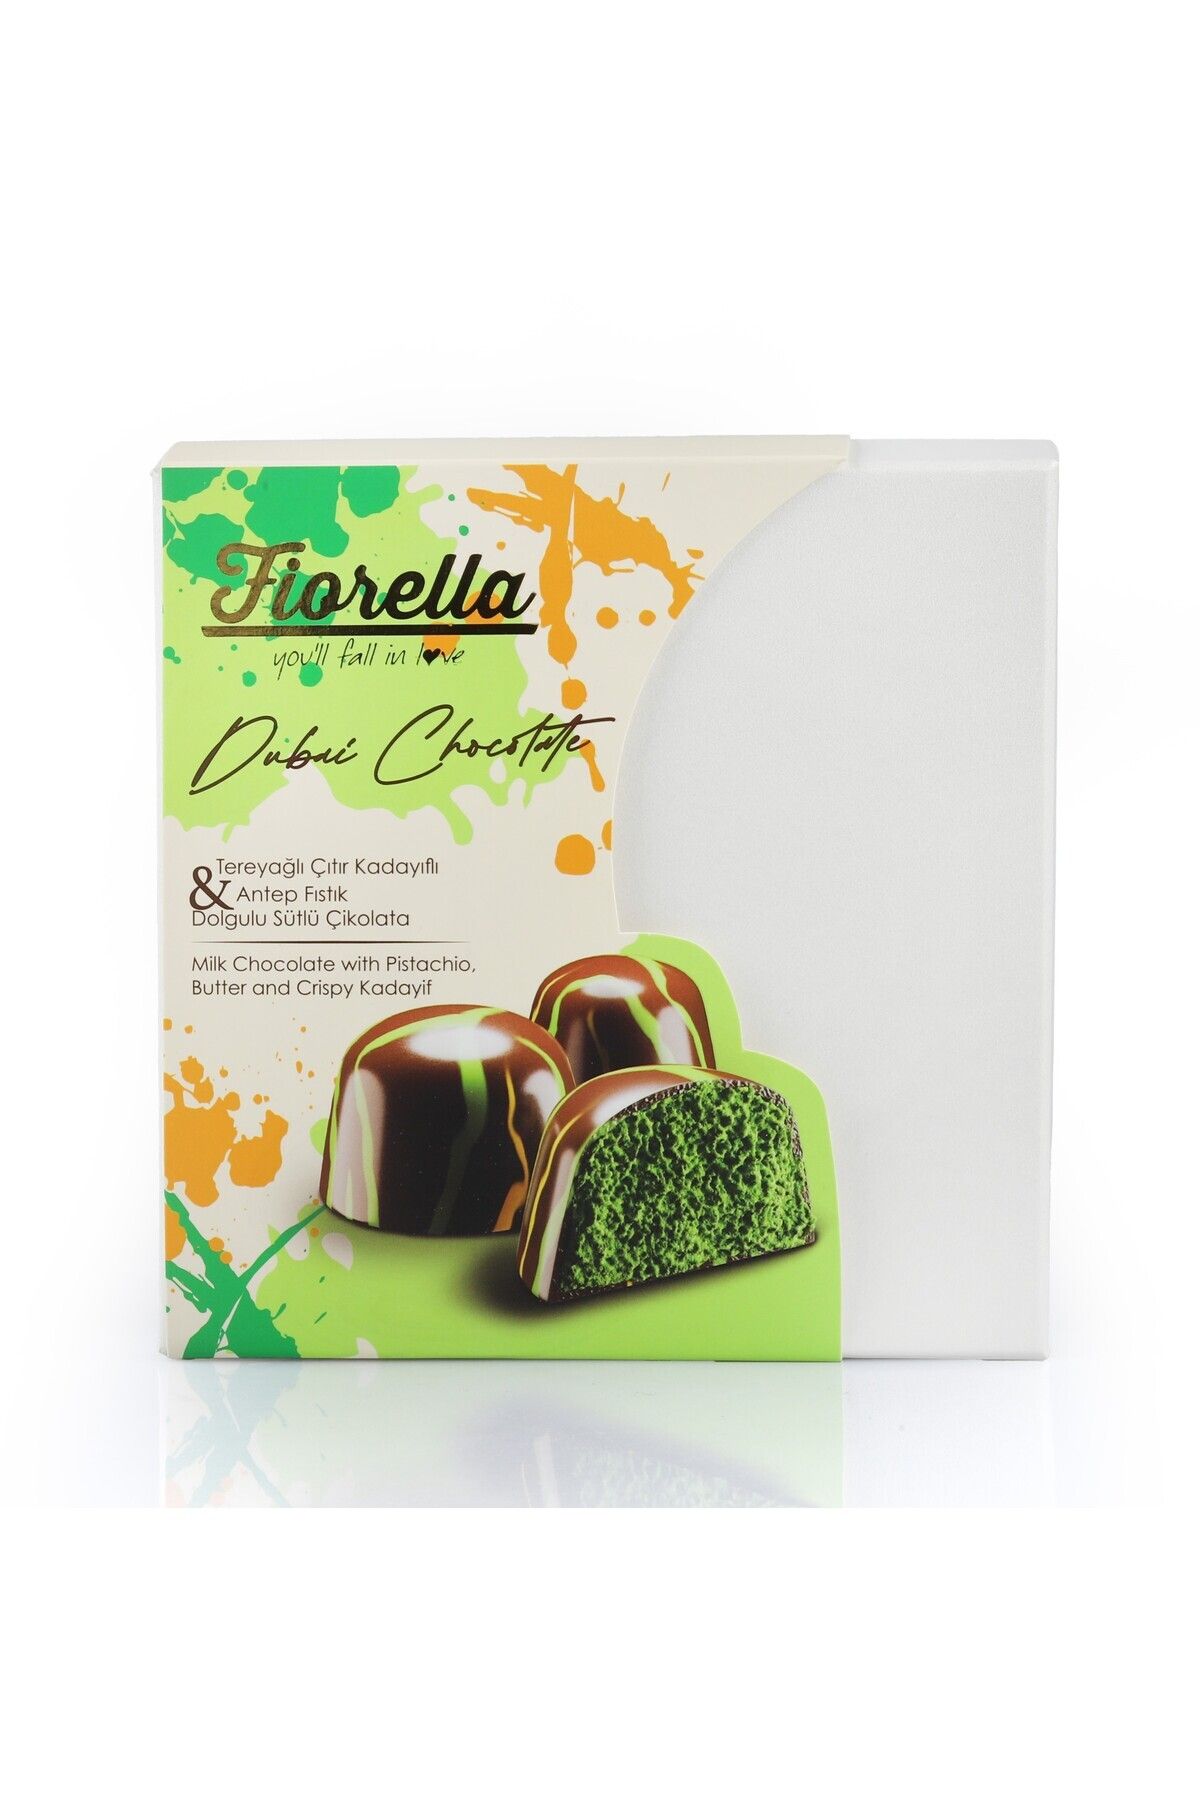 Fiorella
you'll fall in love
Dubai Chocolate
Tereyağlı Çıtır Kadayıflı
& Antep Fıstık
Dolgulu Sütlü Çikolata
Milk Chocolate with Pistachio,
Butter and Crispy Kadayif